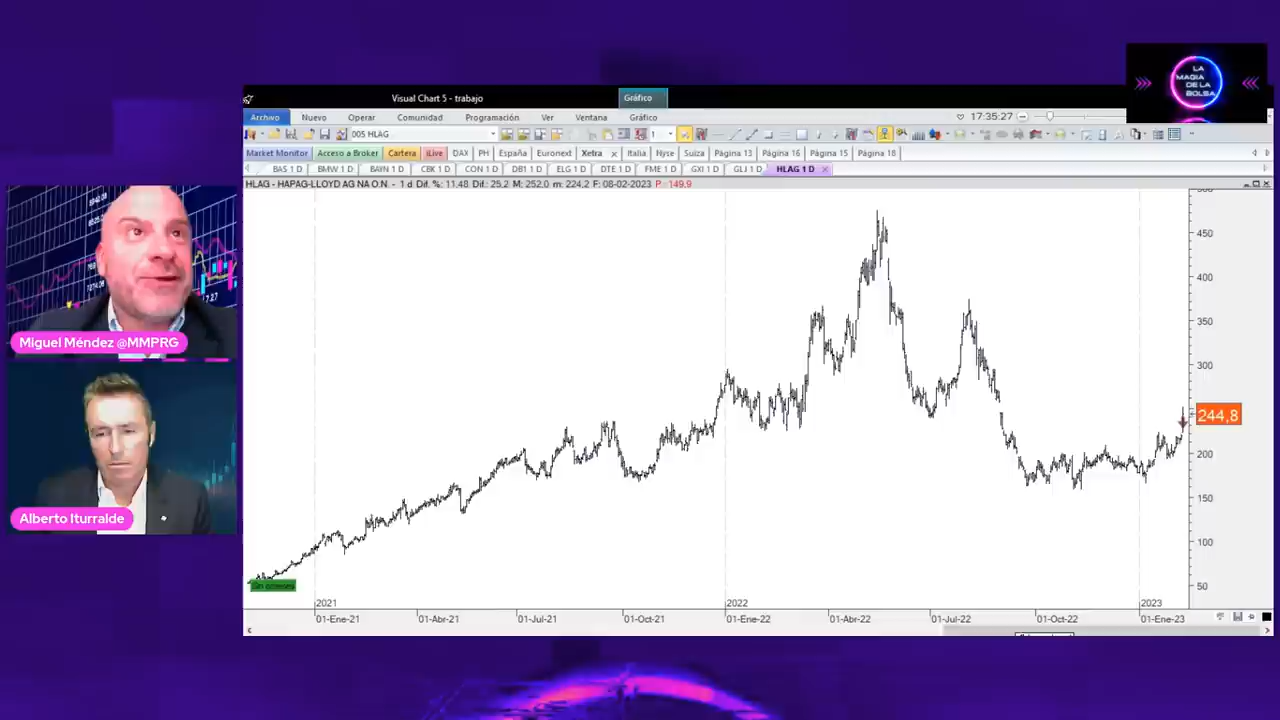 LA
MAGIA
DE LA
BOLSA
Visual Chart 5 - trabajo
Gráfico
Archivo Nuevo Operar Comunidad Programación Ver Ventana Gráfico
17:35:27
005 HLAG
1
Market Monitor Acceso a Broker Cartera iLive DAX PH España Euronext Xetra x Italia Nyse Suiza Página 13 Página 16 Página 15 Página 18
BAS 1 D BMW 1 D BAYN 1 D CBK 1 D CON 1 D DB1 1 D ELG 1 D DTE 1 D FME 1 D GXI 1 D GLJ 1 D HLAG 1 D x
HLAG - HAPAG-LLOYD AG NA O.N. - 1 d Dif. %: 11,48 Dif.: 25,2 M: 252,0 m: 224,2 F: 08-02-2023 P: 149,9
450
400
350
300
244,8
200
150
100
50
2021 2022 2023
01-Ene-21 01-Abr-21 01-Jul-21 01-Oct-21 01-Ene-22 01-Abr-22 01-Jul-22 01-Oct-22 01-Ene-23
Miguel Méndez @MMPRG
Alberto Iturralde